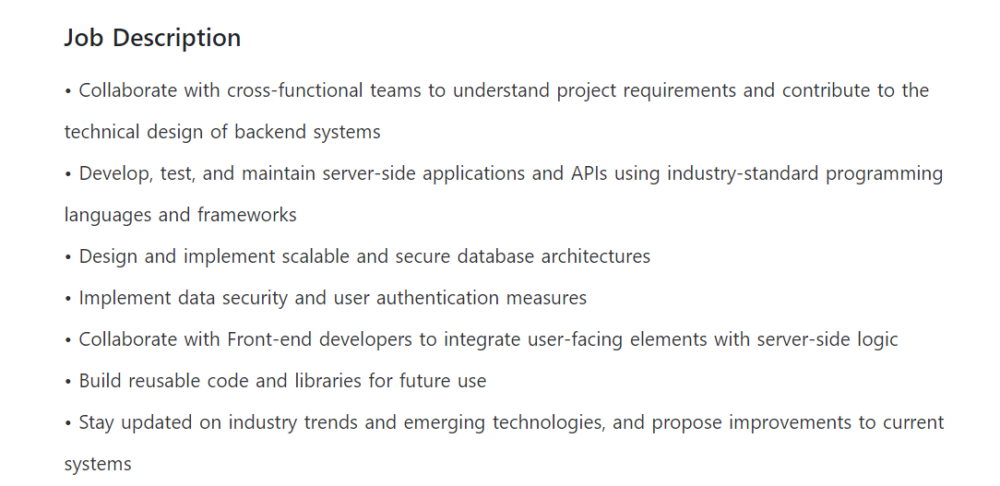 Job Description
• Collaborate with cross-functional teams to understand project requirements and contribute to the
technical design of backend systems
• Develop, test, and maintain server-side applications and APIs using industry-standard programming
languages and frameworks
• Design and implement scalable and secure database architectures
• Implement data security and user authentication measures
• Collaborate with Front-end developers to integrate user-facing elements with server-side logic
• Build reusable code and libraries for future use
• Stay updated on industry trends and emerging technologies, and propose improvements to current
systems